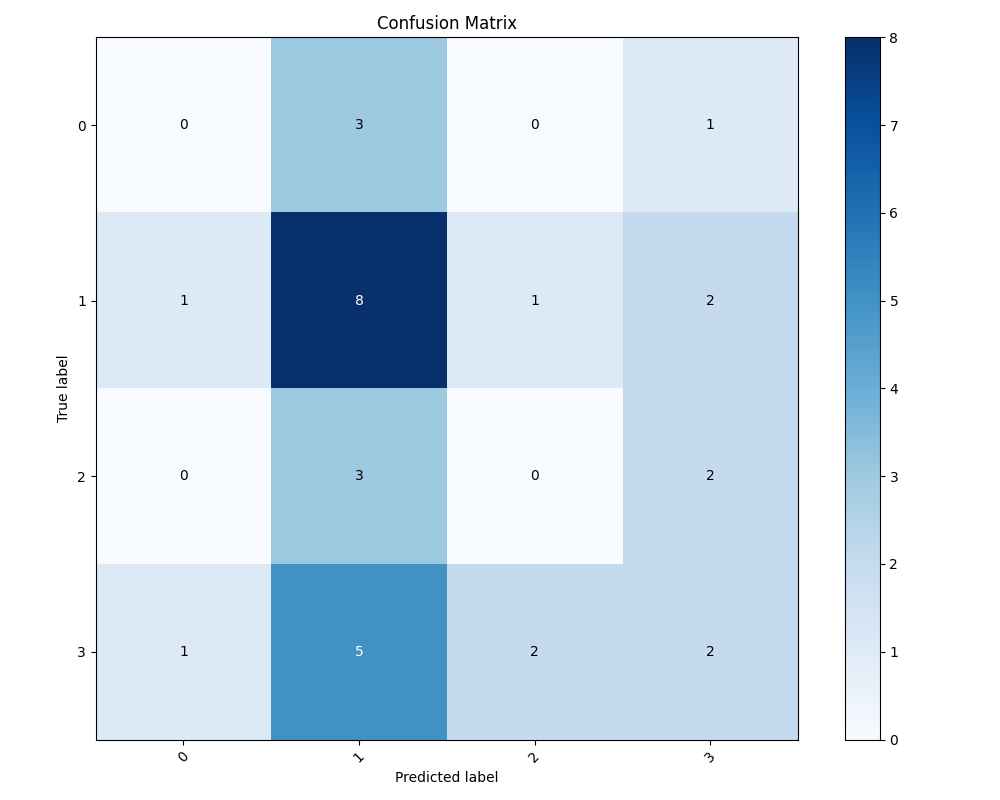 Confusion Matrix
0 0 3 0 1
1 1 8 1 2
2 0 3 0 2
3 1 5 2 2
0 1 2 3
True label
Predicted label
8
7
6
5
4
3
2
1
0